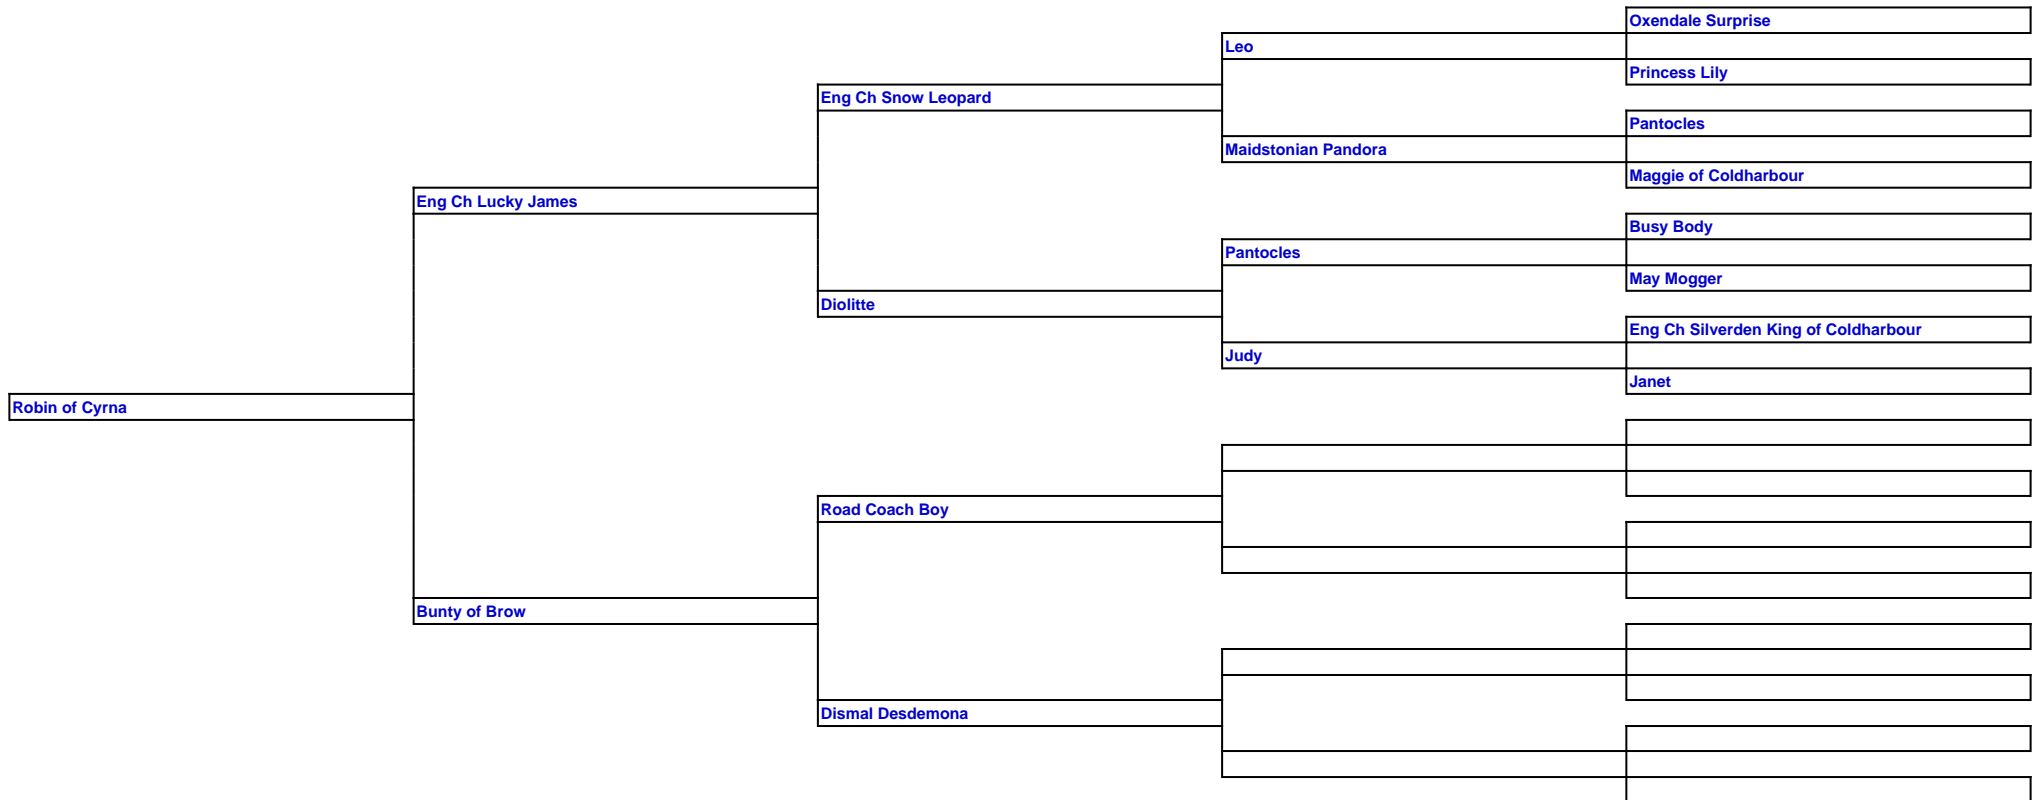 Oxendale Surprise
Leo
Princess Lily
Eng Ch Snow Leopard
Pantocles
Maidstonian Pandora
Maggie of Coldharbour
Eng Ch Lucky James
Busy Body
Pantocles
May Mogger
Diolitte
Eng Ch Silverden King of Coldharbour
Judy
Janet
Robin of Cyrna
Road Coach Boy
Bunty of Brow
Dismal Desdemona